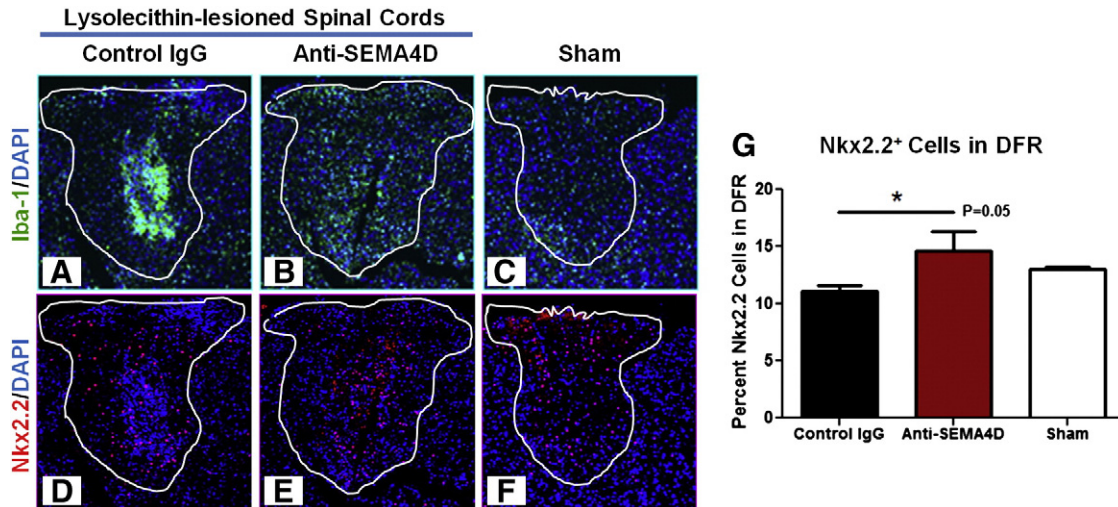 Lysolecithin-lesioned Spinal Cords
Control IgG
Anti-SEMA4D
Sham
Iba-1/DAPI
A
B
C
Nkx2.2/DAPI
D
E
F
G
Nkx2.2⁺ Cells in DFR
Percent Nkx2.2 Cells in DFR
20
15
10
5
0
*
P=0.05
Control IgG
Anti-SEMA4D
Sham